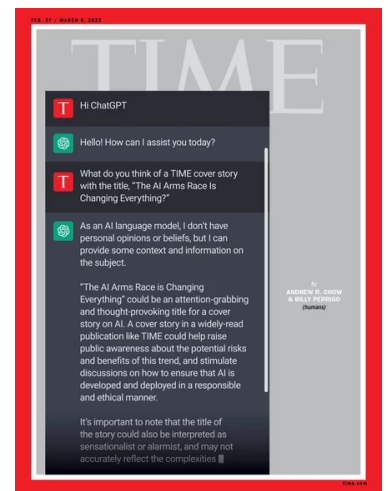 FEB. 27 / MARCH 6, 2023
TIME
T Hi ChatGPT
Hello! How can I assist you today?
T What do you think of a TIME cover story
with the title, "The AI Arms Race Is
Changing Everything?"
As an AI language model, I don't have
personal opinions or beliefs, but I can
provide some context and information on
the subject.
"The AI Arms Race is Changing
Everything" could be an attention-grabbing
and thought-provoking title for a cover
story on AI. A cover story in a widely-read
publication like TIME could help raise
public awareness about the potential risks
and benefits of this trend, and stimulate
discussions on how to ensure that AI is
developed and deployed in a responsible
and ethical manner.
It's important to note that the title of
the story could also be interpreted as
sensationalist or alarmist, and may not
accurately reflect the complexities
by
ANDREW R. CHOW
& BILLY PERRIGO
(humans)
time.com